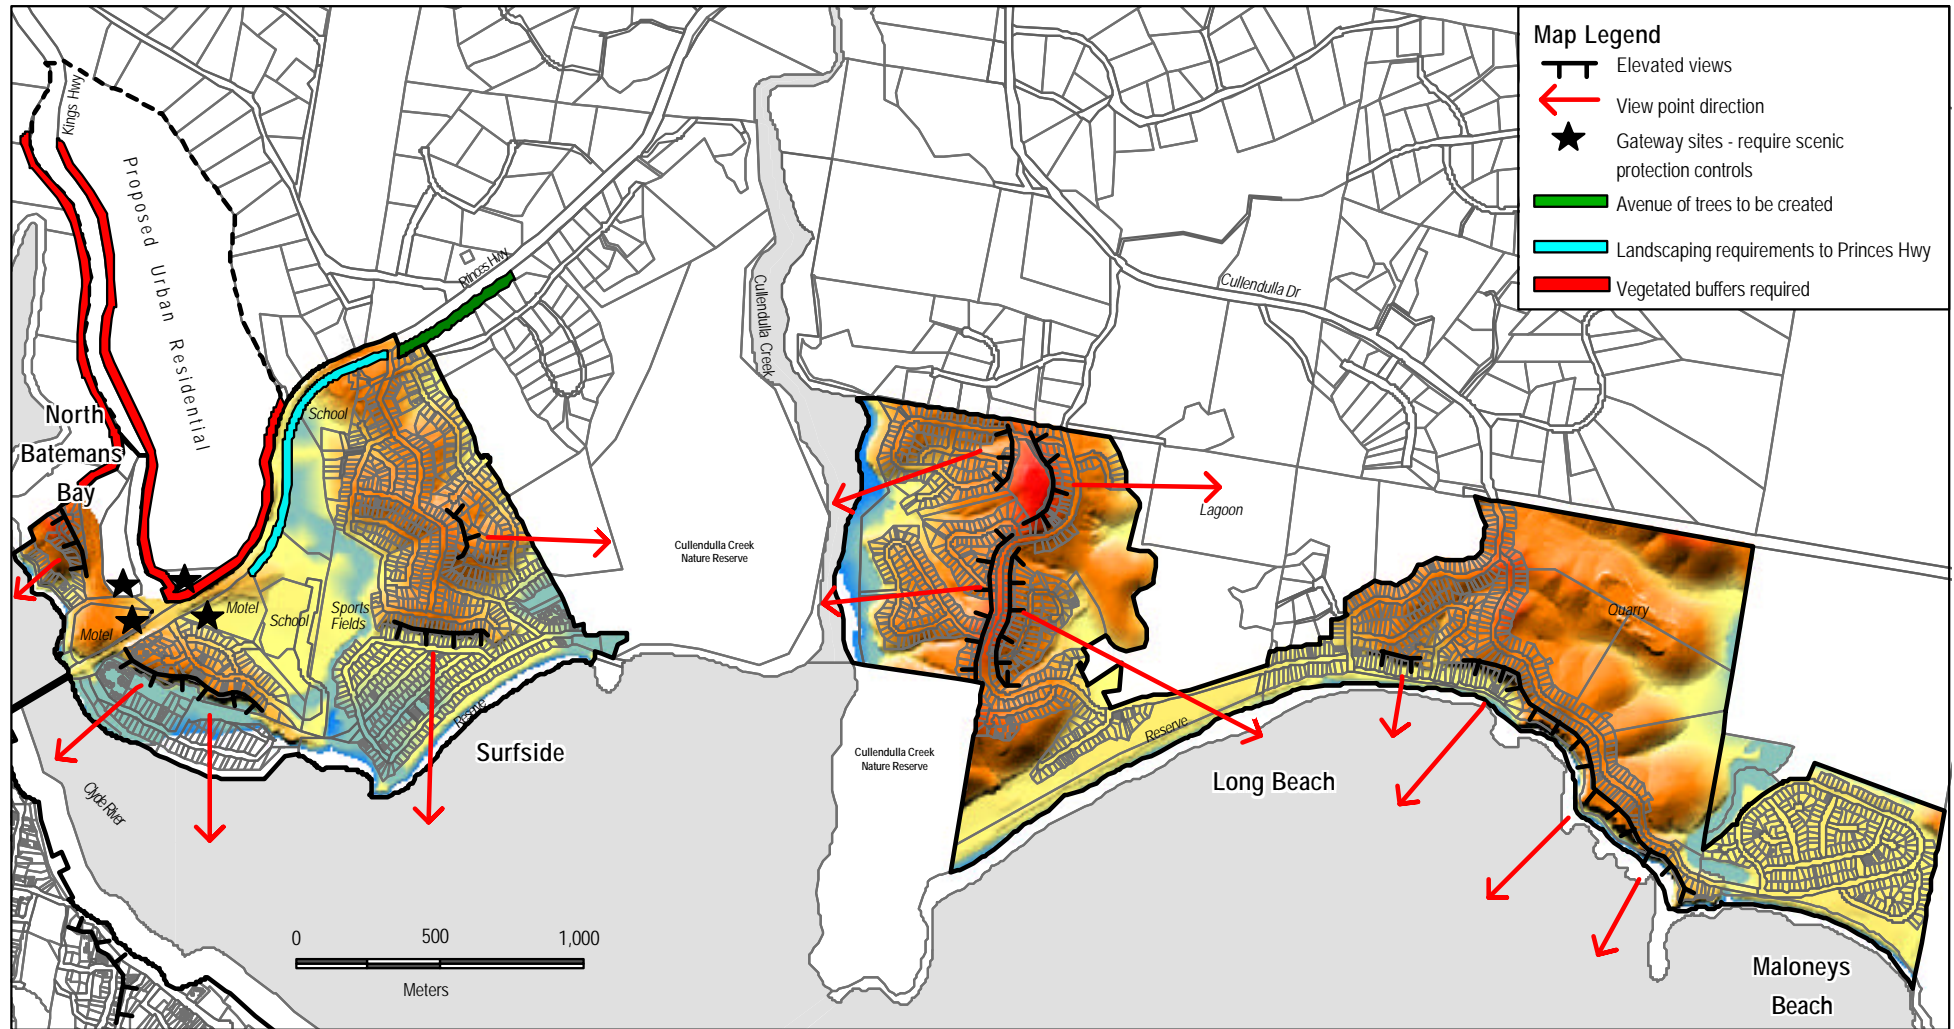 Map Legend
Elevated views
View point direction
Gateway sites - require scenic
protection controls
Avenue of trees to be created
Landscaping requirements to Princes Hwy
Vegetated buffers required
Kings Hwy
Proposed Urban Residential
Princes Hwy
Cullendulla Creek
Cullendulla Dr
North
Batemans
Bay
School
Lagoon
Cullendulla Creek
Nature Reserve
Motel
School
Sports
Fields
Motel
Quarry
Reserve
Reserve
Surfside
Cullendulla Creek
Nature Reserve
Long Beach
Clyde River
0 500 1,000
Meters
Maloneys
Beach